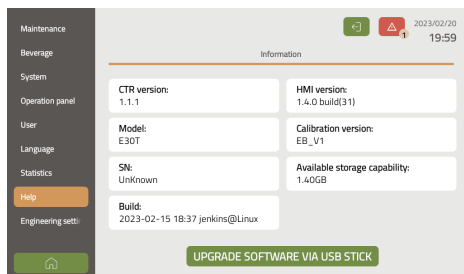 Maintenance
Beverage
System
Operation panel
User
Language
Statistics
Help
Engineering setti
1
2023/02/20
19:59
Information
CTR version:
1.1.1
HMI version:
1.4.0 build(31)
Model:
E30T
Calibration version:
EB_V1
SN:
UnKnown
Available storage capability:
1.40GB
Build:
2023-02-15 18:37 jenkins@Linux
UPGRADE SOFTWARE VIA USB STICK